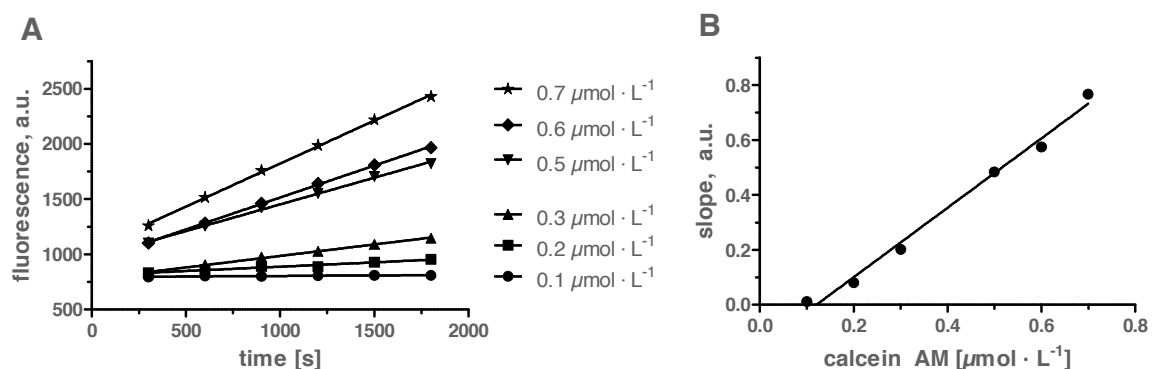 A
fluorescence, a.u.
2500
2000
1500
1000
500
0
500
1000
1500
2000
time [s]
0.7 µmol · L⁻¹
0.6 µmol · L⁻¹
0.5 µmol · L⁻¹
0.3 µmol · L⁻¹
0.2 µmol · L⁻¹
0.1 µmol · L⁻¹
B
slope, a.u.
0.8
0.6
0.4
0.2
0.0
0.0
0.2
0.4
0.6
0.8
calcein AM [µmol · L⁻¹]